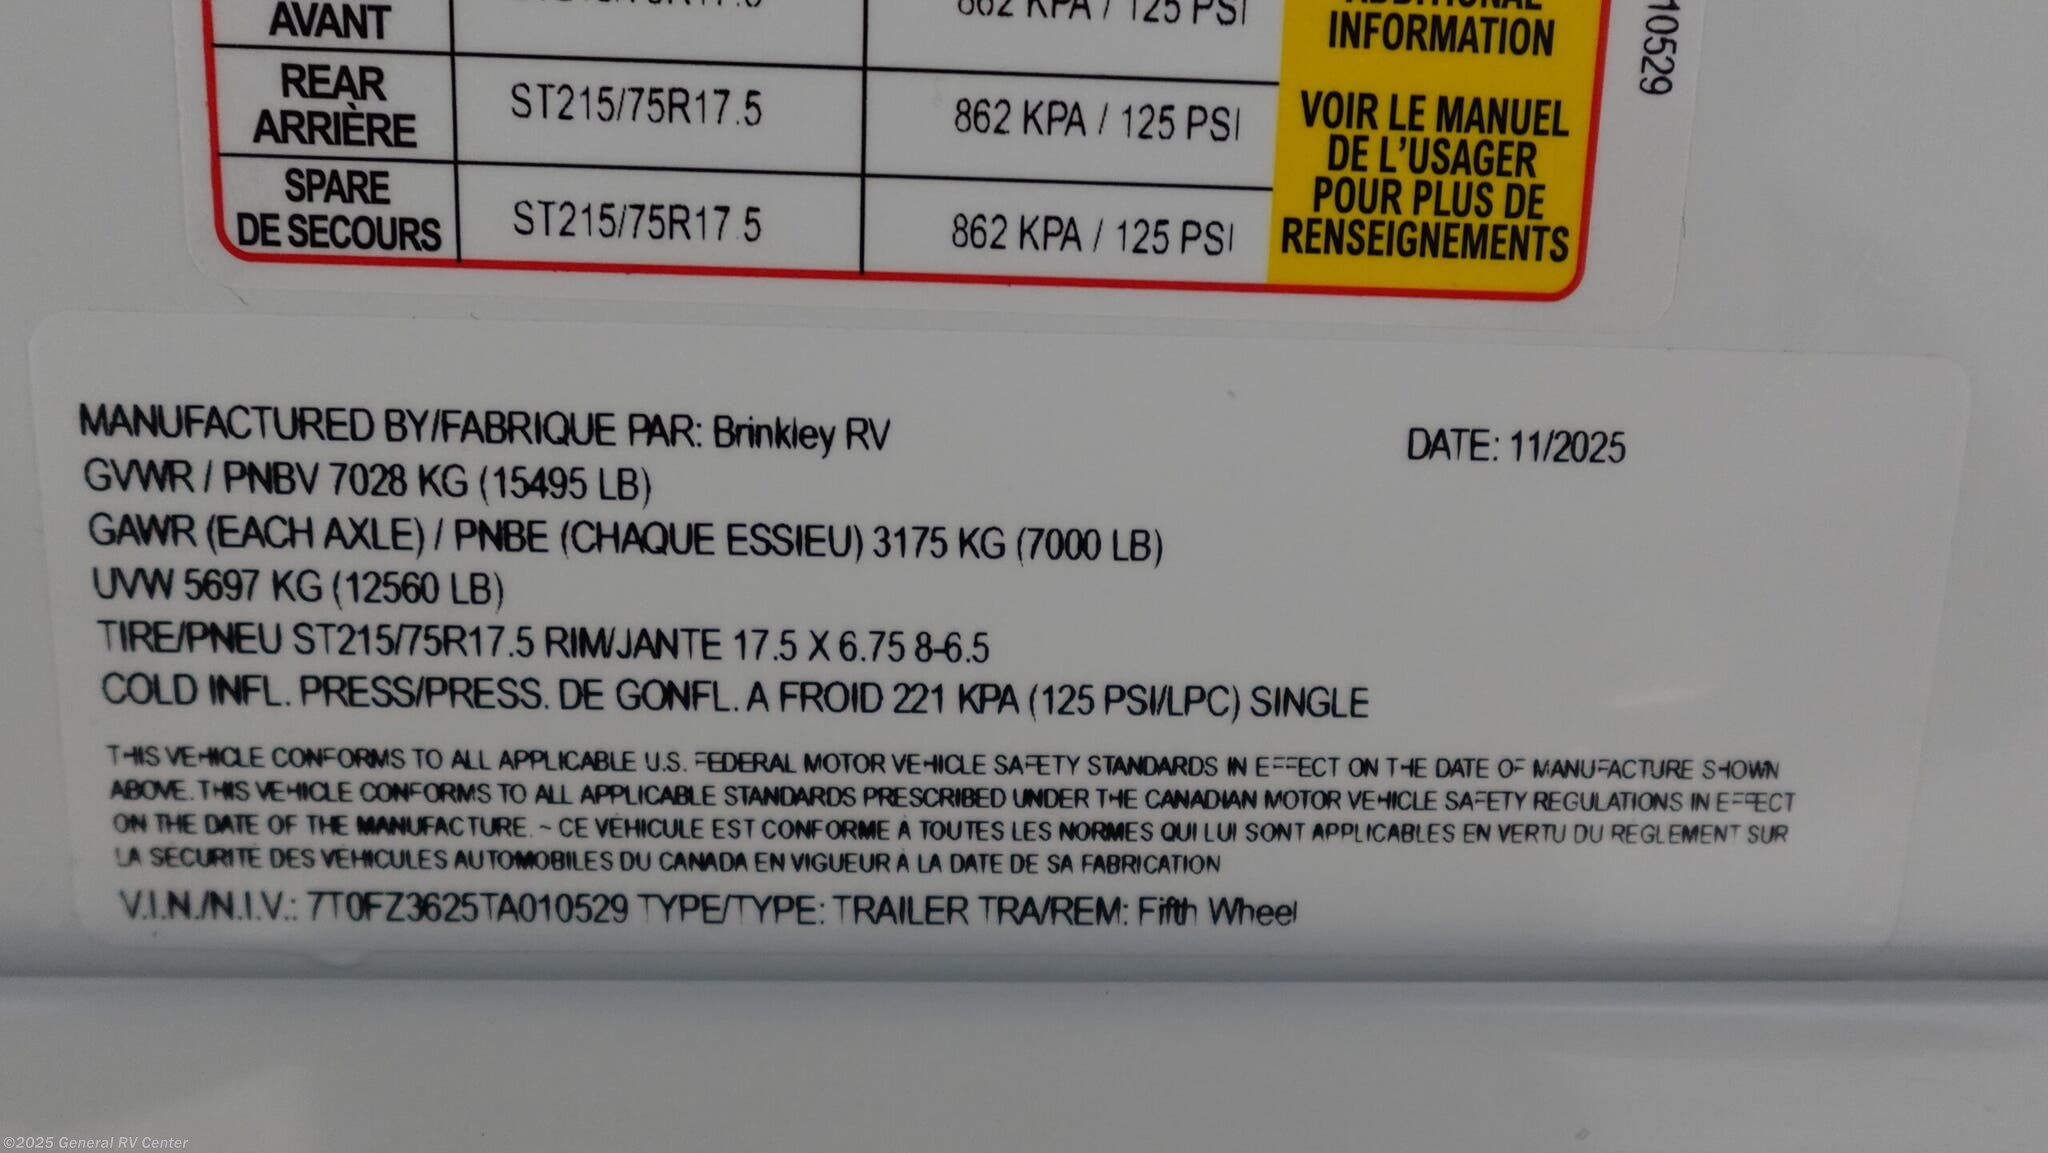 AVANT
862 KPA / 125 PSI
ADDITIONAL
INFORMATION
10529
REAR
ARRIÈRE
ST215/75R17.5
862 KPA / 125 PSI
VOIR LE MANUEL
DE L'USAGER
POUR PLUS DE
RENSEIGNEMENTS
SPARE
DE SECOURS
ST215/75R17.5
862 KPA / 125 PSI
MANUFACTURED BY/FABRIQUE PAR: Brinkley RV
DATE: 11/2025
GVWR / PNBV 7028 KG (15495 LB)
GAWR (EACH AXLE) / PNBE (CHAQUE ESSIEU) 3175 KG (7000 LB)
UVW 5697 KG (12560 LB)
TIRE/PNEU ST215/75R17.5 RIM/JANTE 17.5 X 6.75 8-6.5
COLD INFL. PRESS/PRESS. DE GONFL. A FROID 221 KPA (125 PSI/LPC) SINGLE
THIS VEHICLE CONFORMS TO ALL APPLICABLE U.S. FEDERAL MOTOR VEHICLE SAFETY STANDARDS IN EFFECT ON THE DATE OF MANUFACTURE SHOWN
ABOVE. THIS VEHICLE CONFORMS TO ALL APPLICABLE STANDARDS PRESCRIBED UNDER THE CANADIAN MOTOR VEHICLE SAFETY REGULATIONS IN EFFECT
ON THE DATE OF THE MANUFACTURE. ~ CE VÉHICULE EST CONFORME À TOUTES LES NORMES QUI LUI SONT APPLICABLES EN VERTU DU RÈGLEMENT SUR
LA SÉCURITÉ DES VÉHICULES AUTOMOBILES DU CANADA EN VIGUEUR À LA DATE DE SA FABRICATION
V.I.N./N.I.V.: 7T0FZ3625TA010529 TYPE/TYPE: TRAILER TRA/REM: Fifth Wheel
©2025 General RV Center